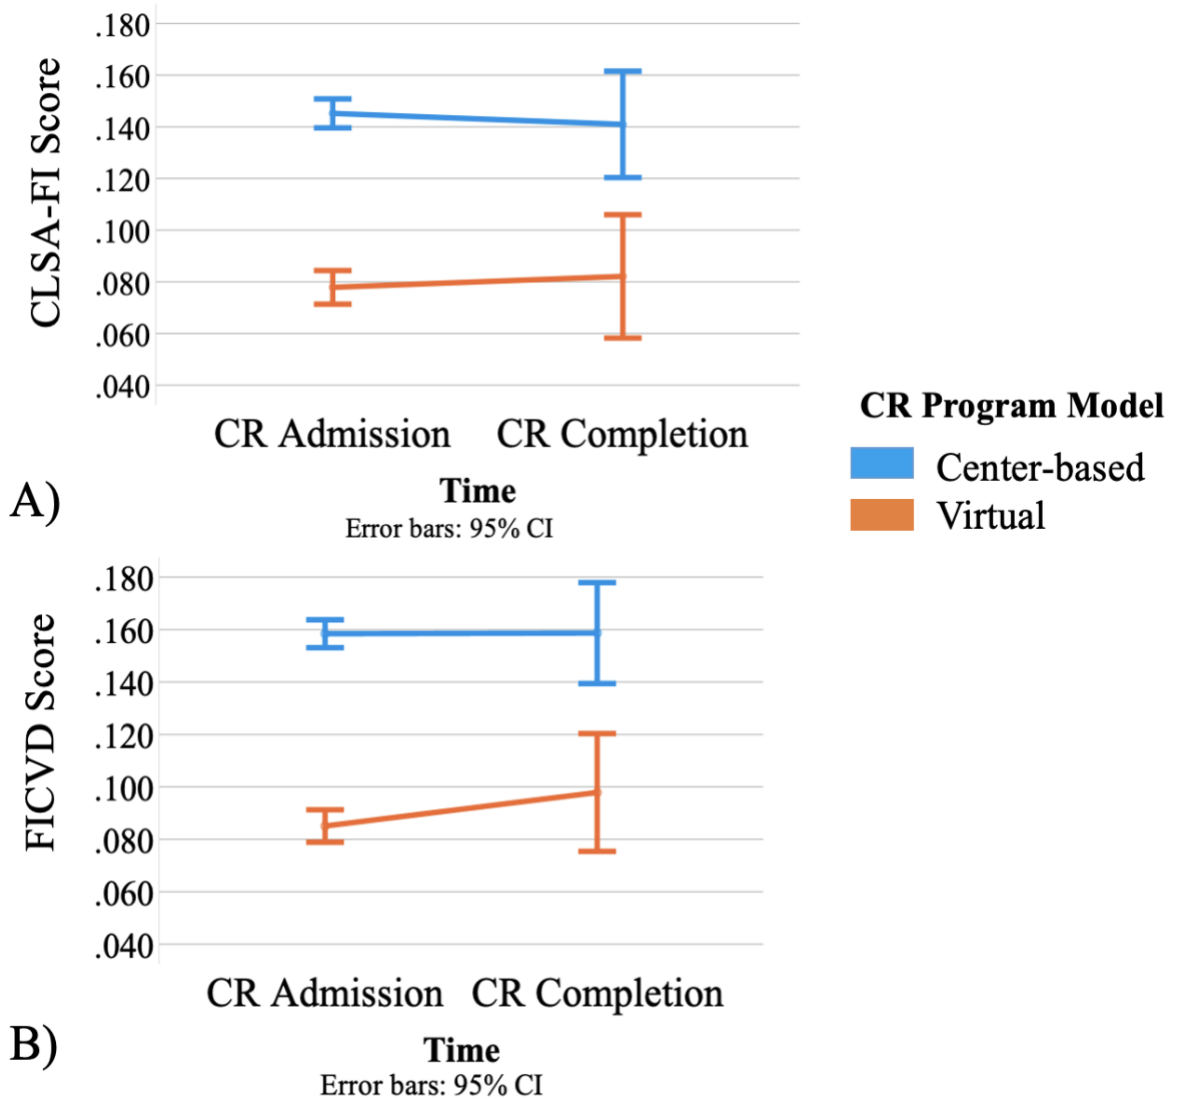 CLSA-FI Score
.180
.160
.140
.120
.100
.080
.060
.040
CR Admission CR Completion
Time
Error bars: 95% CI
A)
CR Program Model
Center-based
Virtual
FICVD Score
.180
.160
.140
.120
.100
.080
.060
.040
CR Admission CR Completion
Time
Error bars: 95% CI
B)